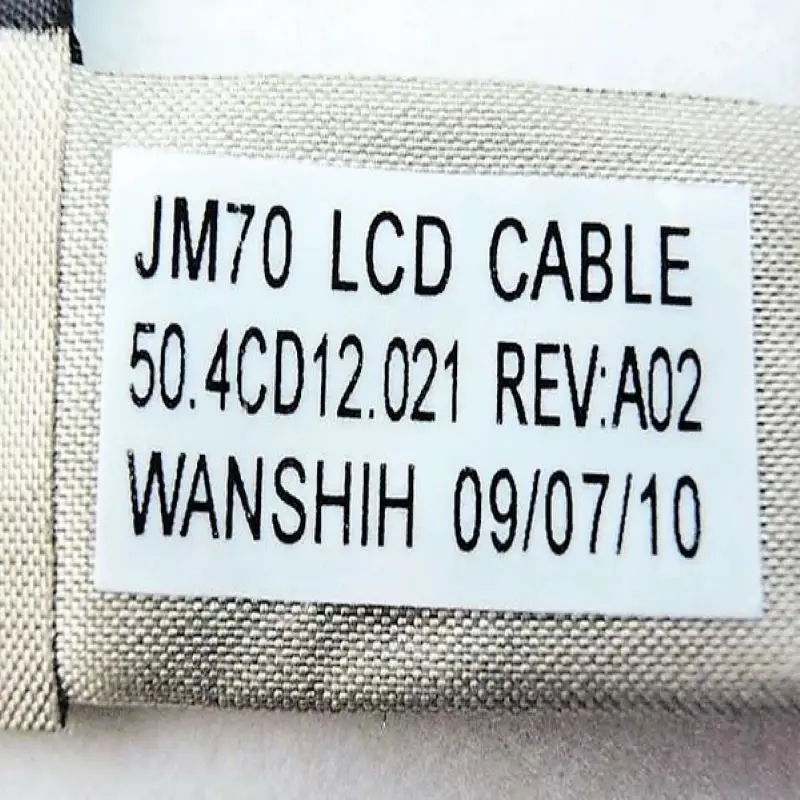 JM70 LCD CABLE
50.4CD12.021 REV:A02
WANSHIH 09/07/10